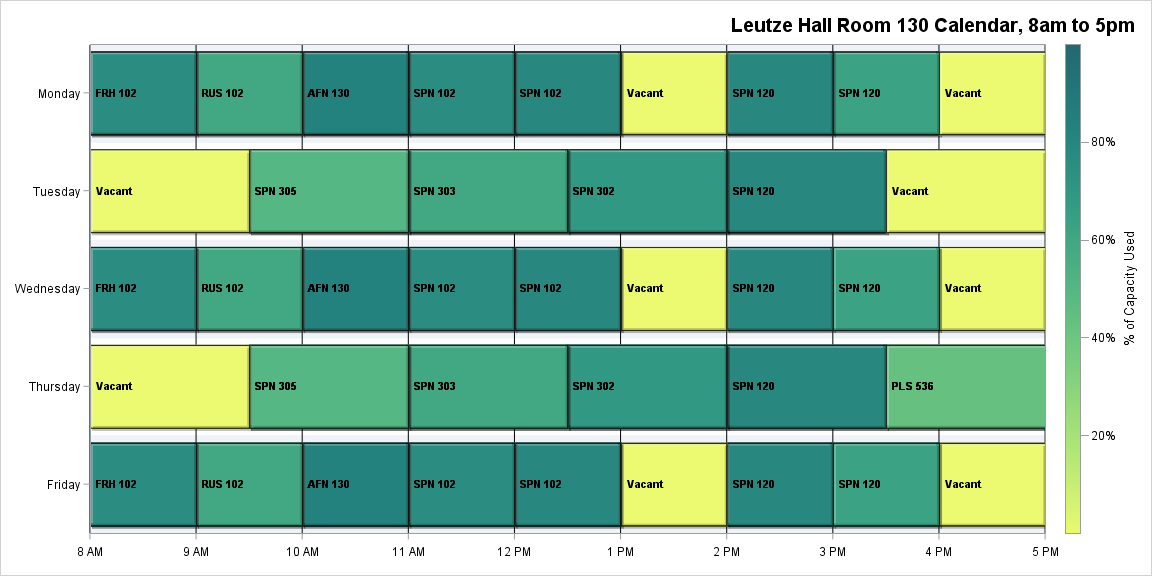 Leutze Hall Room 130 Calendar, 8am to 5pm
Monday FRH 102 RUS 102 AFN 130 SPN 102 SPN 102 Vacant SPN 120 SPN 120 Vacant
80%
Tuesday Vacant SPN 305 SPN 303 SPN 302 SPN 120 Vacant
60%
% of Capacity Used
Wednesday FRH 102 RUS 102 AFN 130 SPN 102 SPN 102 Vacant SPN 120 SPN 120 Vacant
40%
Thursday Vacant SPN 305 SPN 303 SPN 302 SPN 120 PLS 536
20%
Friday FRH 102 RUS 102 AFN 130 SPN 102 SPN 102 Vacant SPN 120 SPN 120 Vacant
8 AM 9 AM 10 AM 11 AM 12 PM 1 PM 2 PM 3 PM 4 PM 5 PM